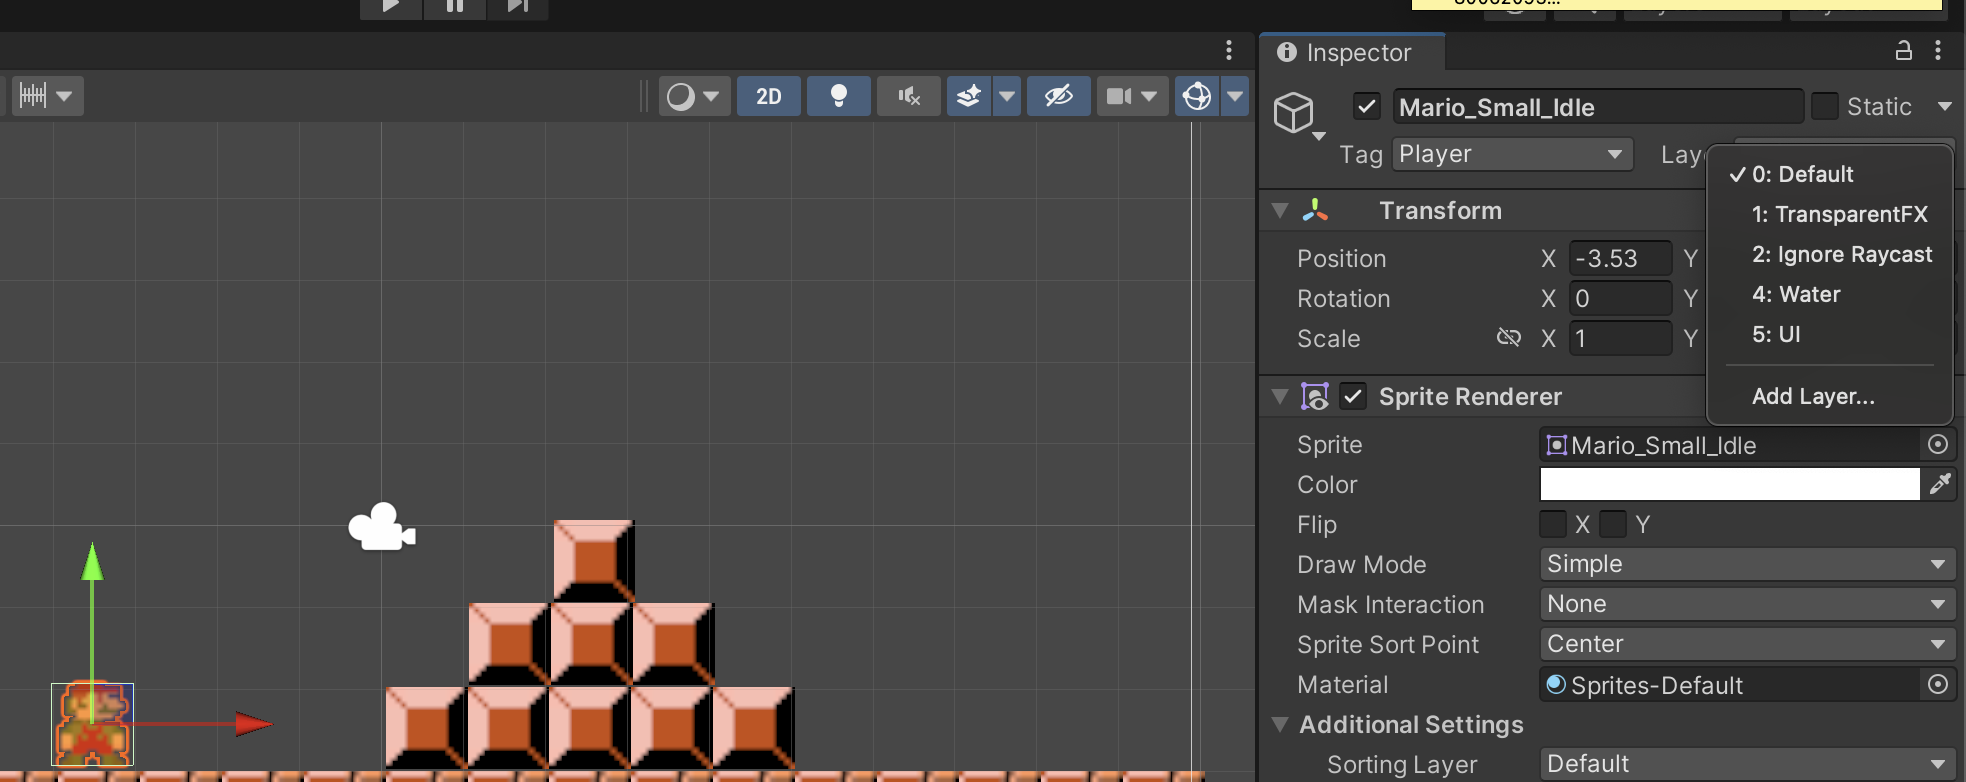 Inspector
2D
Mario_Small_Idle
Static
Tag
Player
0: Default
1: TransparentFX
2: Ignore Raycast
4: Water
5: UI
Add Layer...
Transform
Position X -3.53 Y
Rotation X 0 Y
Scale X 1 Y
Sprite Renderer
Sprite Mario_Small_Idle
Color
Flip X Y
Draw Mode Simple
Mask Interaction None
Sprite Sort Point Center
Material Sprites-Default
Additional Settings
Sorting Layer Default